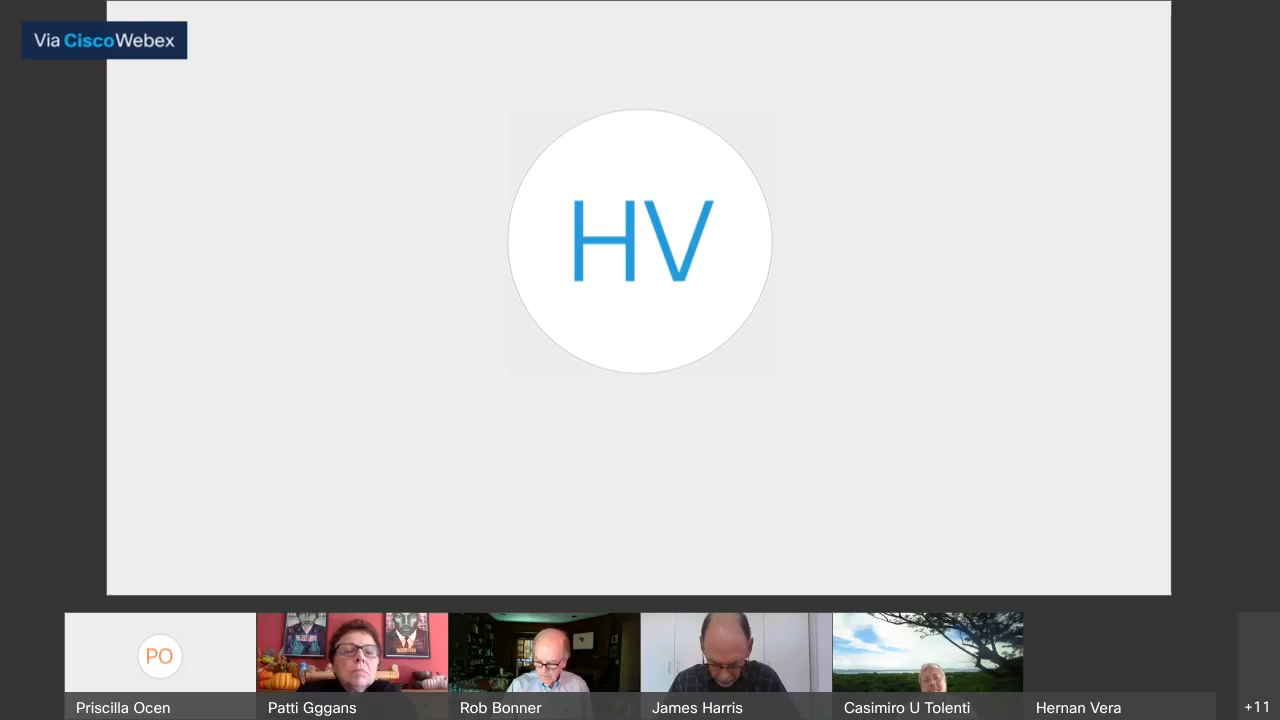 Via CiscoWebex
HV
PO
Priscilla Ocen
Patti Gggans
Rob Bonner
James Harris
Casimiro U Tolenti
Hernan Vera
+11